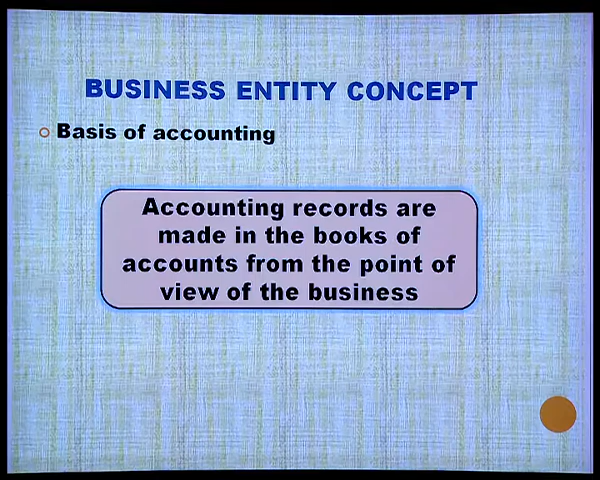 BUSINESS ENTITY CONCEPT
Basis of accounting
Accounting records are
made in the books of
accounts from the point of
view of the business